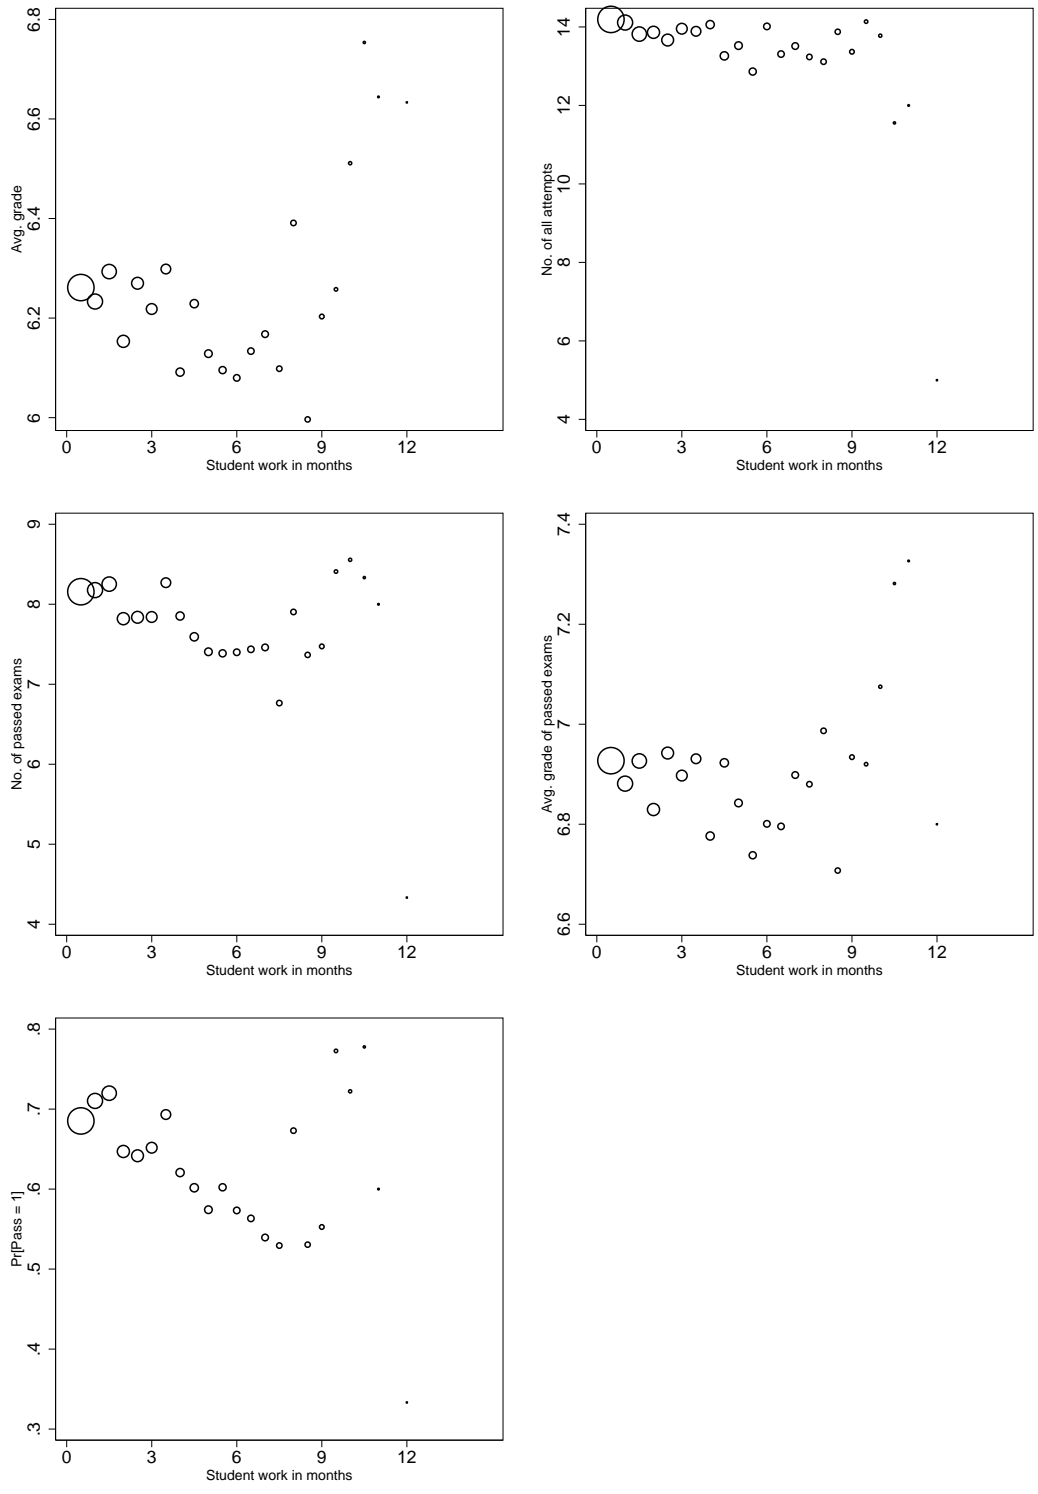 Avg. grade
6.8
6.6
6.4
6.2
6
0 3 6 9 12
Student work in months
No. of all attempts
14
12
10
8
6
4
0 3 6 9 12
Student work in months
No. of passed exams
9
8
7
6
5
4
0 3 6 9 12
Student work in months
Avg. grade of passed exams
7.4
7.2
7
6.8
6.6
0 3 6 9 12
Student work in months
Pr[Pass = 1]
.8
.7
.6
.5
.4
.3
0 3 6 9 12
Student work in months